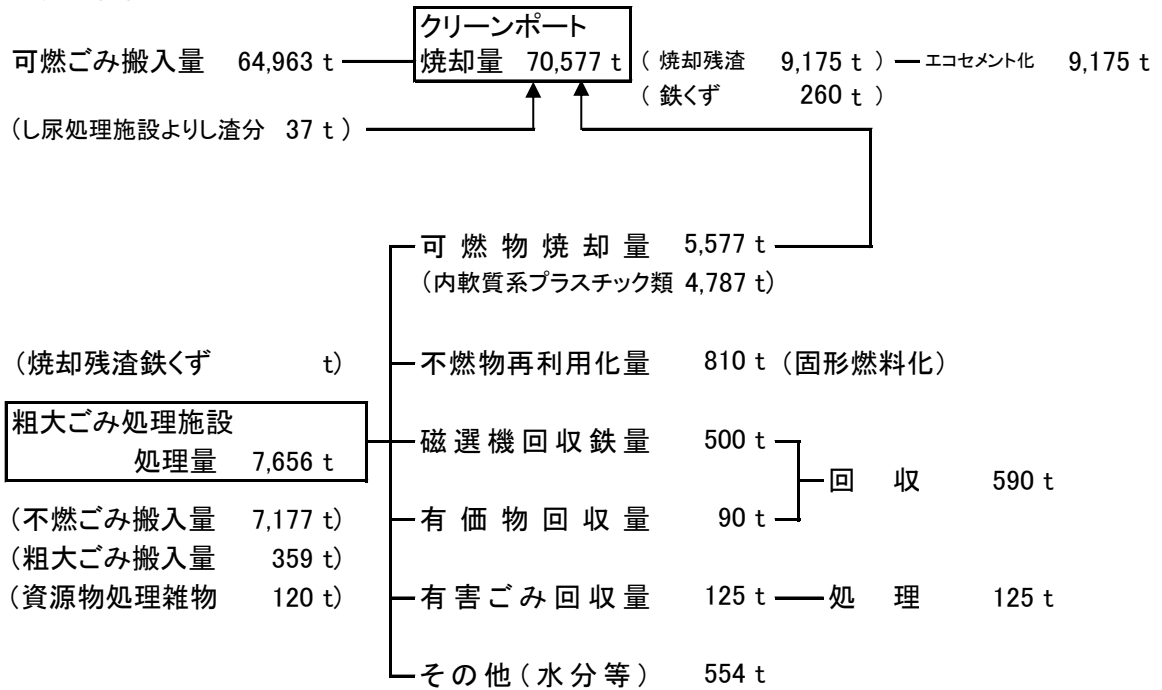 クリーンポート
可燃ごみ搬入量 64,963 t 焼却量 70,577 t ( 焼却残渣 9,175 t ) エコセメント化 9,175 t
( 鉄くず 260 t )
(し尿処理施設よりし渣分 37 t )
可燃物焼却量 5,577 t
(内軟質系プラスチック類 4,787 t)
(焼却残渣鉄くず t) 不燃物再利用化量 810 t (固形燃料化)
粗大ごみ処理施設
処理量 7,656 t
磁選機回収鉄量 500 t
回収 590 t
(不燃ごみ搬入量 7,177 t) 有価物回収量 90 t
(粗大ごみ搬入量 359 t)
(資源物処理雑物 120 t) 有害ごみ回収量 125 t 処理 125 t
その他(水分等) 554 t